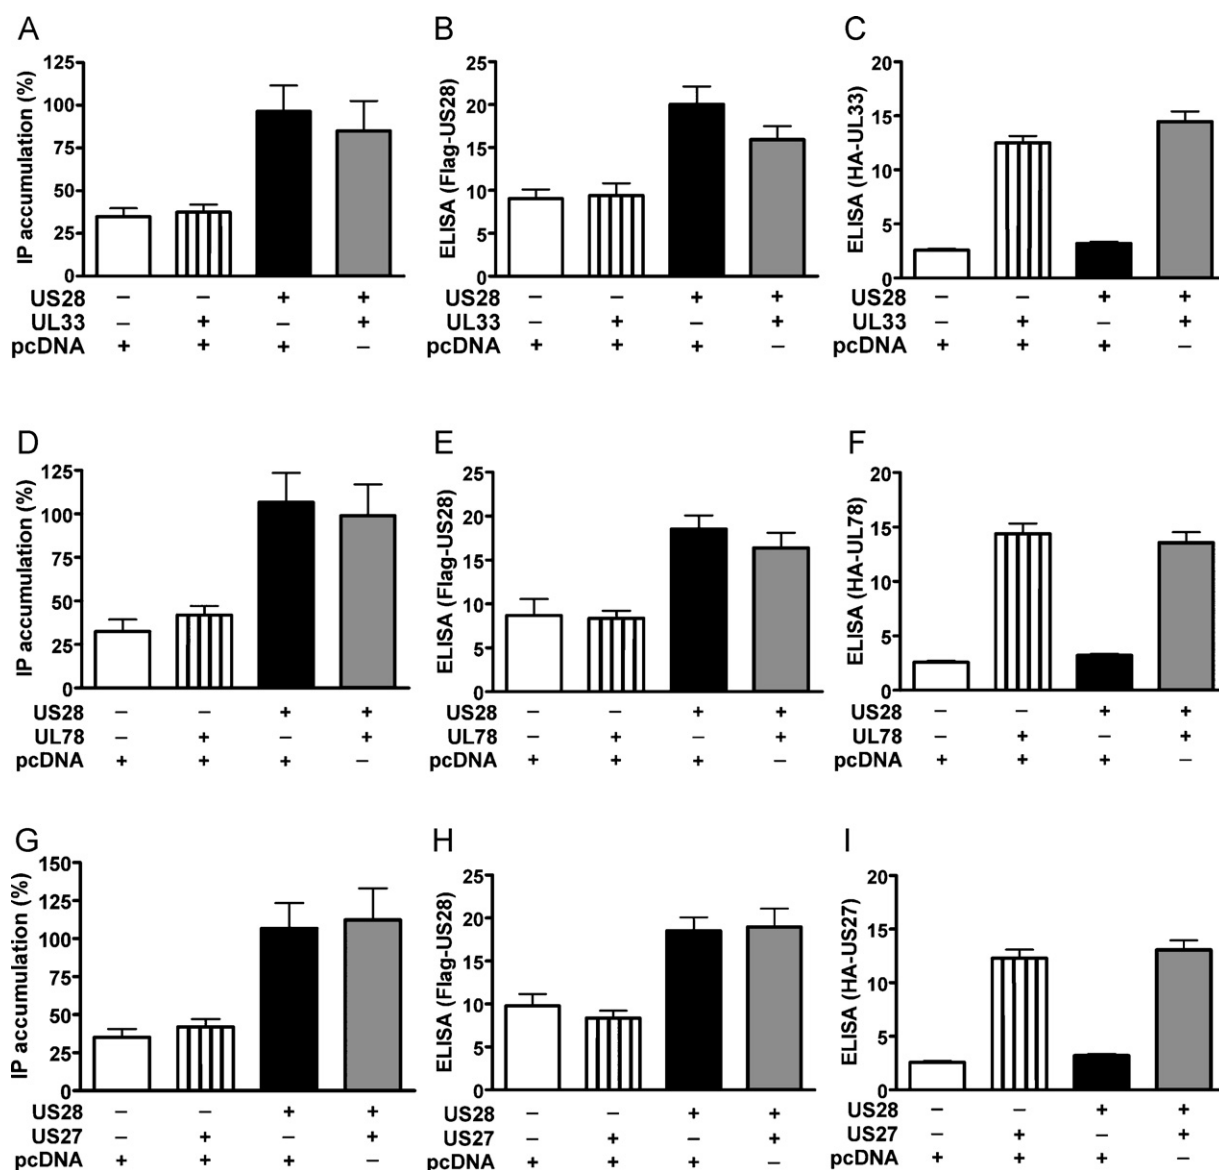 A
IP accumulation (%)
125
100
75
50
25
0
US28 – – + +
UL33 – + – +
pcDNA + + + –
B
ELISA (Flag-US28)
25
20
15
10
5
0
US28 – – + +
UL33 – + – +
pcDNA + + + –
C
ELISA (HA-UL33)
20
15
10
5
0
US28 – – + +
UL33 – + – +
pcDNA + + + –
D
IP accumulation (%)
125
100
75
50
25
0
US28 – – + +
UL78 – + – +
pcDNA + + + –
E
ELISA (Flag-US28)
25
20
15
10
5
0
US28 – – + +
UL78 – + – +
pcDNA + + + –
F
ELISA (HA-UL78)
20
15
10
5
0
US28 – – + +
UL78 – + – +
pcDNA + + + –
G
IP accumulation (%)
150
125
100
75
50
25
0
US28 – – + +
US27 – + – +
pcDNA + + + –
H
ELISA (Flag-US28)
25
20
15
10
5
0
US28 – – + +
US27 – + – +
pcDNA + + + –
I
ELISA (HA-US27)
20
15
10
5
0
US28 – – + +
US27 – + – +
pcDNA + + + –